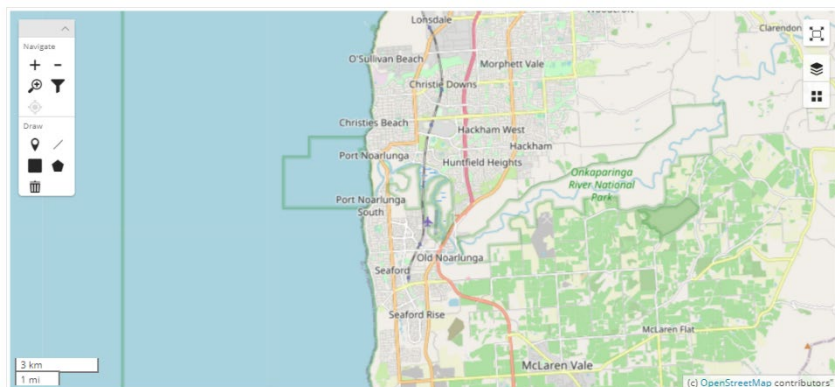 Lonsdale
Clarendon
Navigate
O'Sullivan Beach
Morphett Vale
Christie Downs
Draw
Christies Beach
Hackham West
Hackham
Port Noarlunga
Huntfield Heights
Onkaparinga
River National
Park
Port Noarlunga
South
Old Noarlunga
Seaford
Seaford Rise
McLaren Flat
3 km
McLaren Vale
1 mi
(c) OpenStreetMap contributors